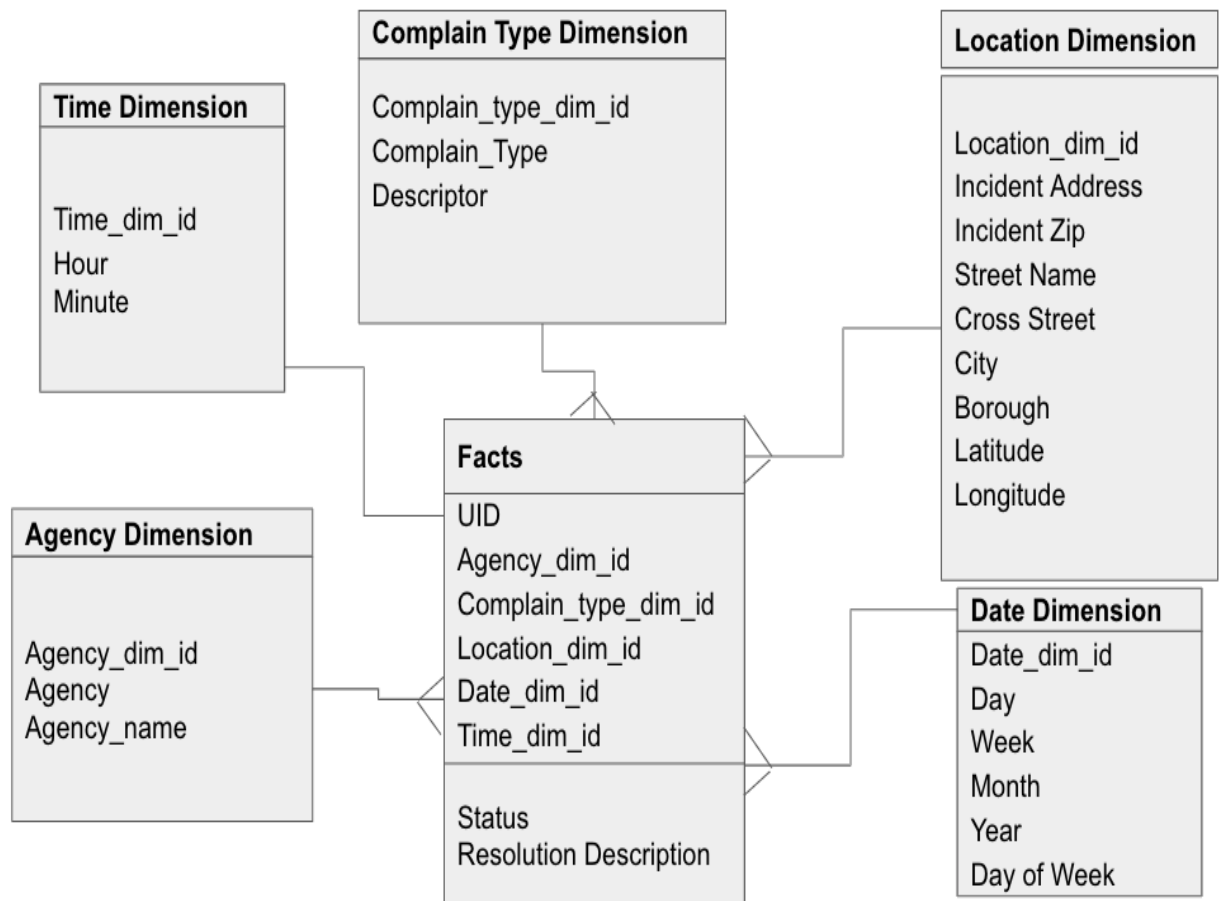 Complain Type Dimension
Complain_type_dim_id
Complain_Type
Descriptor
Location Dimension
Location_dim_id
Incident Address
Incident Zip
Street Name
Cross Street
City
Borough
Latitude
Longitude
Time Dimension
Time_dim_id
Hour
Minute
Facts
UID
Agency_dim_id
Complain_type_dim_id
Location_dim_id
Date_dim_id
Time_dim_id
Status
Resolution Description
Agency Dimension
Agency_dim_id
Agency
Agency_name
Date Dimension
Date_dim_id
Day
Week
Month
Year
Day of Week